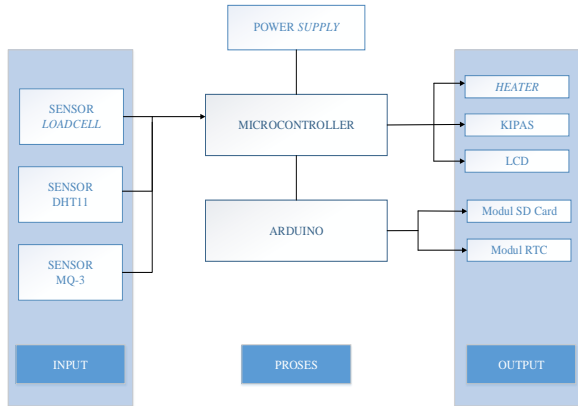 POWER SUPPLY
SENSOR
LOADCELL
SENSOR
DHT11
SENSOR
MQ-3
INPUT
MICROCONTROLLER
ARDUINO
PROSES
HEATER
KIPAS
LCD
Modul SD Card
Modul RTC
OUTPUT